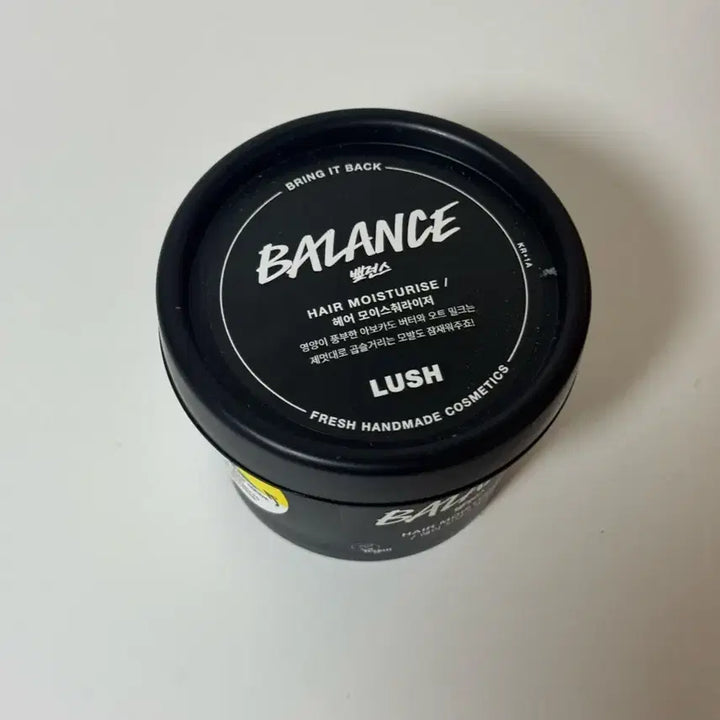 BRING IT BACK
BALANCE
밸런스
HAIR MOISTURISE /
헤어 모이스춰라이저
영양이 풍부한 아보카도 버터와 오트 밀크는
제멋대로 곱슬거리는 모발도 잠재워주죠!
LUSH
FRESH HANDMADE COSMETICS
KR*1A
HAIR